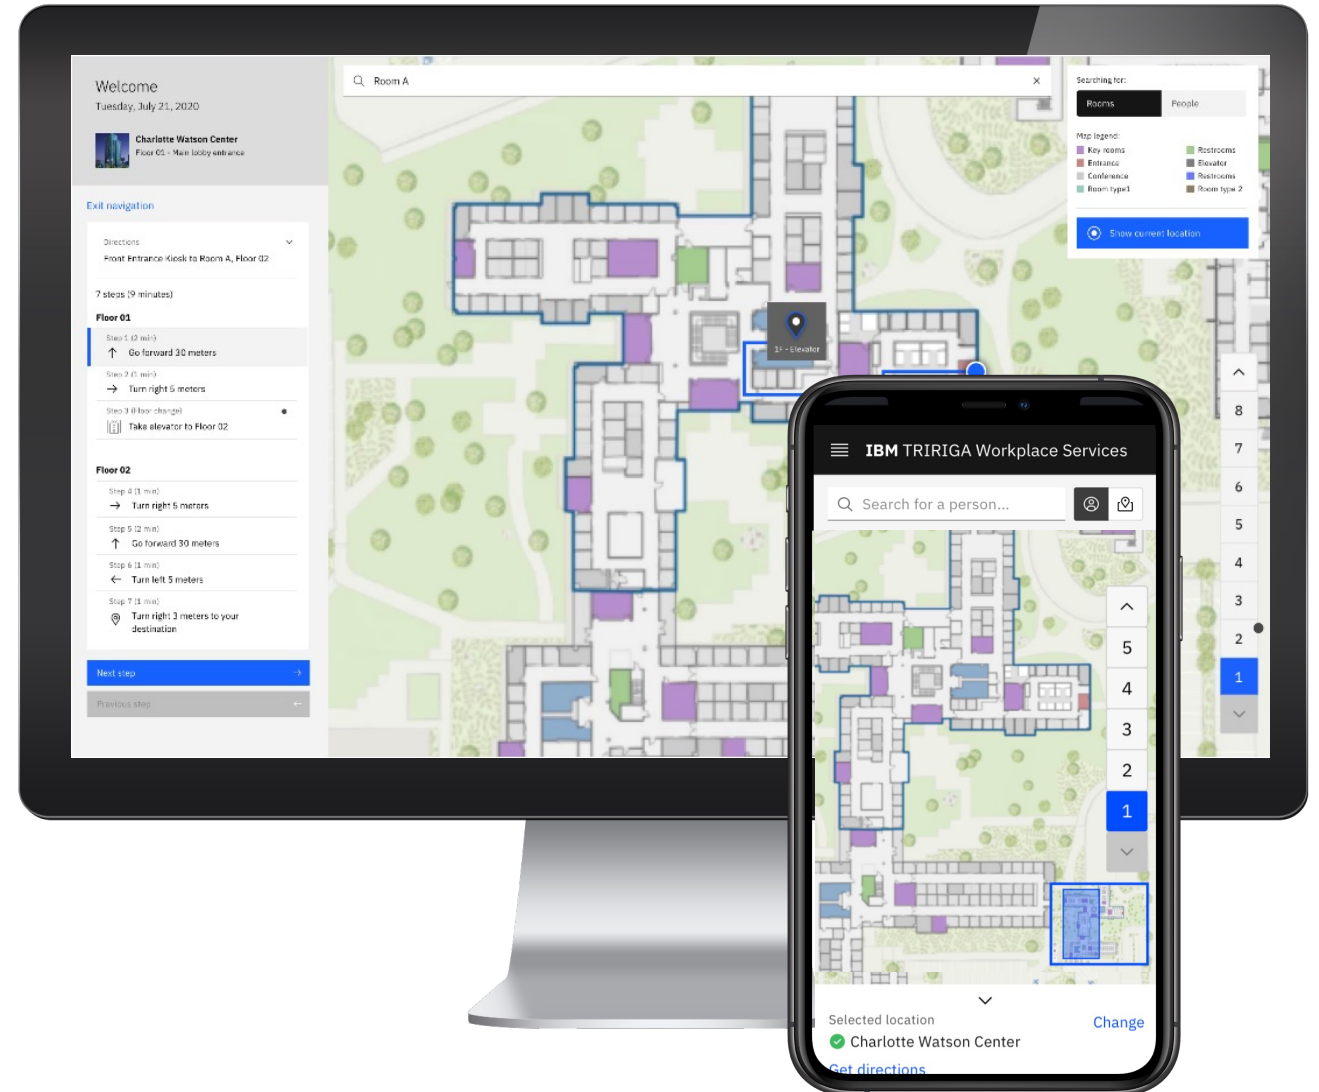 Welcome
Tuesday, July 21, 2020
Charlotte Watson Center
Floor 01 - Main lobby entrance
Exit navigation
Directions
Front Entrance Kiosk to Room A, Floor 02
7 steps (9 minutes)
Floor 01
Step 1 (2 min)
Go forward 30 meters
Step 2 (1 min)
Turn right 5 meters
Step 3 (Floor change)
Take elevator to Floor 02
Floor 02
Step 4 (1 min)
Turn right 5 meters
Step 5 (2 min)
Go forward 30 meters
Step 6 (1 min)
Turn left 5 meters
Step 7 (1 min)
Turn right 3 meters to your
destination
Next step
Previous step
Room A
1F - Elevator
Searching for:
Rooms People
Map legend:
Key rooms Restrooms
Entrance Elevator
Conference Restrooms
Room type1 Room type 2
Show current location
8
7
6
5
4
3
2
1
IBM TRIRIGA Workplace Services
Search for a person...
5
4
3
2
1
Selected location
Change
Charlotte Watson Center
Get directions